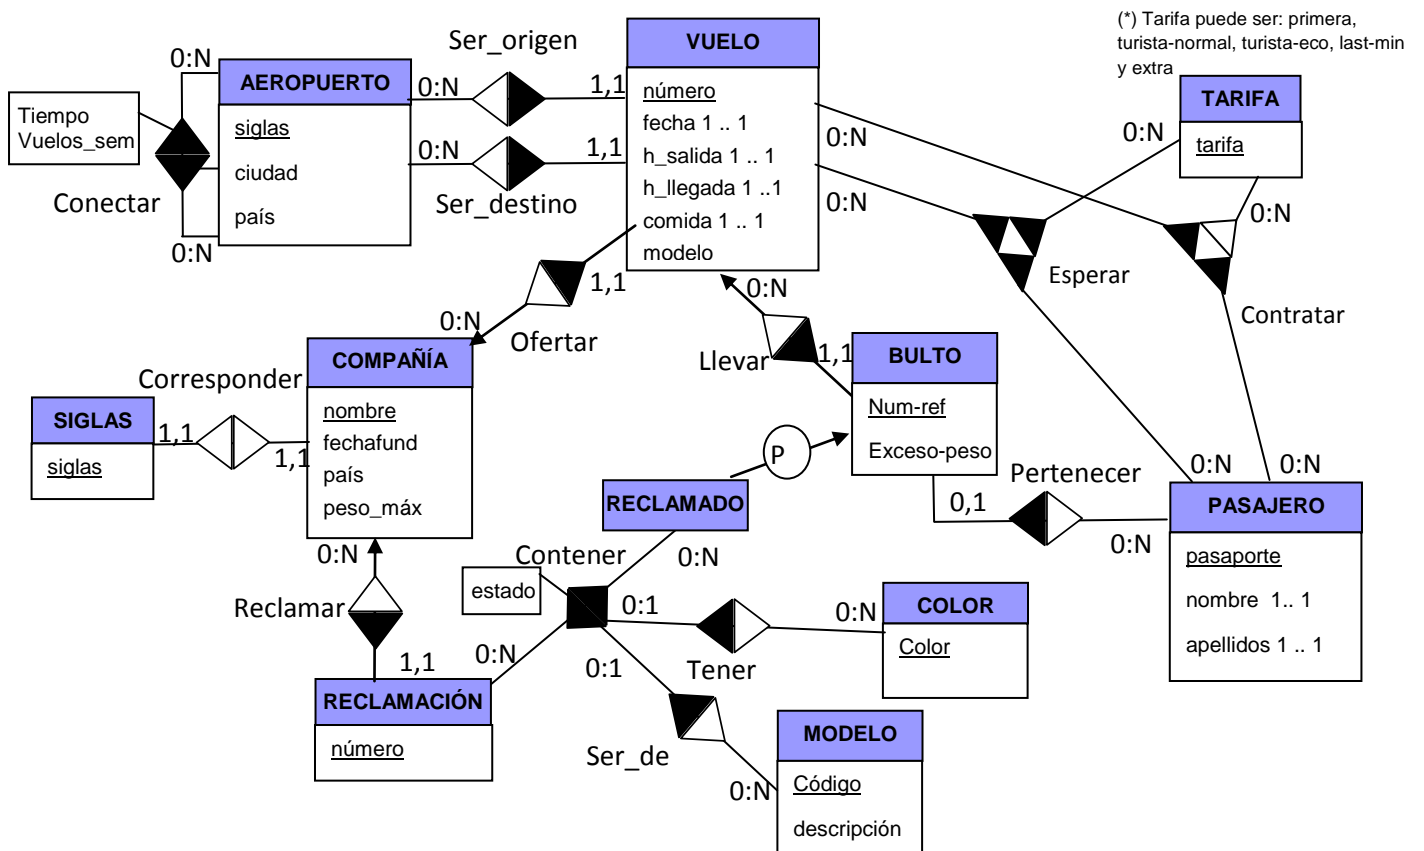 (*) Tarifa puede ser: primera,
turista-normal, turista-eco, last-min
y extra
Ser_origen
VUELO
0:N
AEROPUERTO
0:N
1,1
número
TARIFA
Tiempo
Vuelos_sem
siglas
fecha 1 .. 1
0:N
0:N
tarifa
0:N
1,1
h_salida 1 .. 1
ciudad
h_llegada 1 ..1
Conectar
Ser_destino
0:N
país
comida 1 .. 1
0:N
0:N
modelo
1,1
Esperar
0:N
Contratar
0:N
Ofertar
COMPAÑÍA
Llevar
1,1
BULTO
Corresponder
nombre
Num-ref
SIGLAS
1,1
fechafund
siglas
1,1
país
P
Exceso-peso
Pertenecer
0:N
0:N
RECLAMADO
0,1
PASAJERO
peso_máx
0:N
Contener
0:N
0:N
pasaporte
estado
Reclamar
0:1
0:N
COLOR
nombre  1.. 1
Color
apellidos 1 .. 1
1,1
0:N
0:1
Tener
RECLAMACIÓN
número
MODELO
Ser_de
0:N
Código
descripción